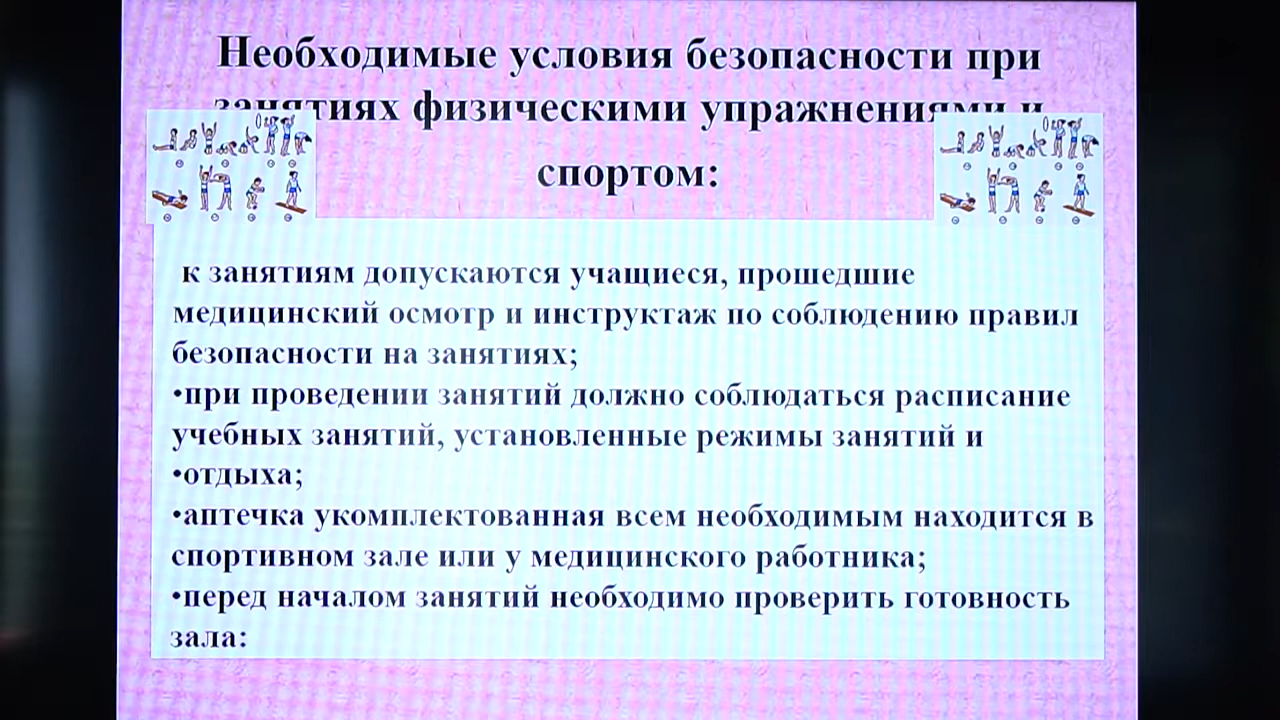 Необходимые условия безопасности при
занятиях физическими упражнениями и
спортом:
к занятиям допускаются учащиеся, прошедшие
медицинский осмотр и инструктаж по соблюдению правил
безопасности на занятиях;
•при проведении занятий должно соблюдаться расписание
учебных занятий, установленные режимы занятий и
•отдыха;
•аптечка укомплектованная всем необходимым находится в
спортивном зале или у медицинского работника;
•перед началом занятий необходимо проверить готовность
зала: